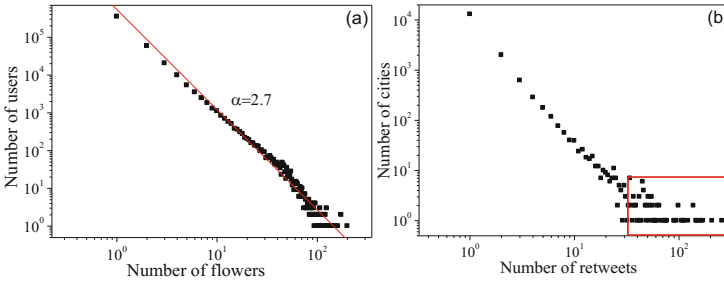 (a)
10^5
10^4
10^3
10^2
10^1
10^0
Number of users
α=2.7
10^0
10^1
10^2
Number of flowers
(b
10^4
10^3
10^2
10^1
10^0
Number of cities
10^0
10^1
10^2
Number of retweets